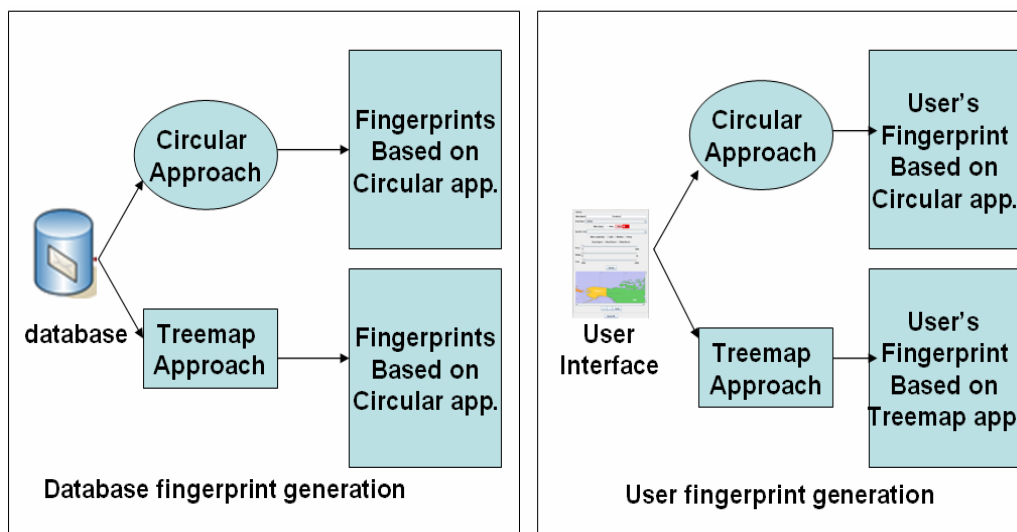 Circular
Approach
Fingerprints
Based on
Circular app.
database
Treemap
Approach
Fingerprints
Based on
Circular app.
Database fingerprint generation
Circular
Approach
User's
Fingerprint
Based on
Circular app.
User
Interface
Treemap
Approach
User's
Fingerprint
Based on
Treemap app
User fingerprint generation